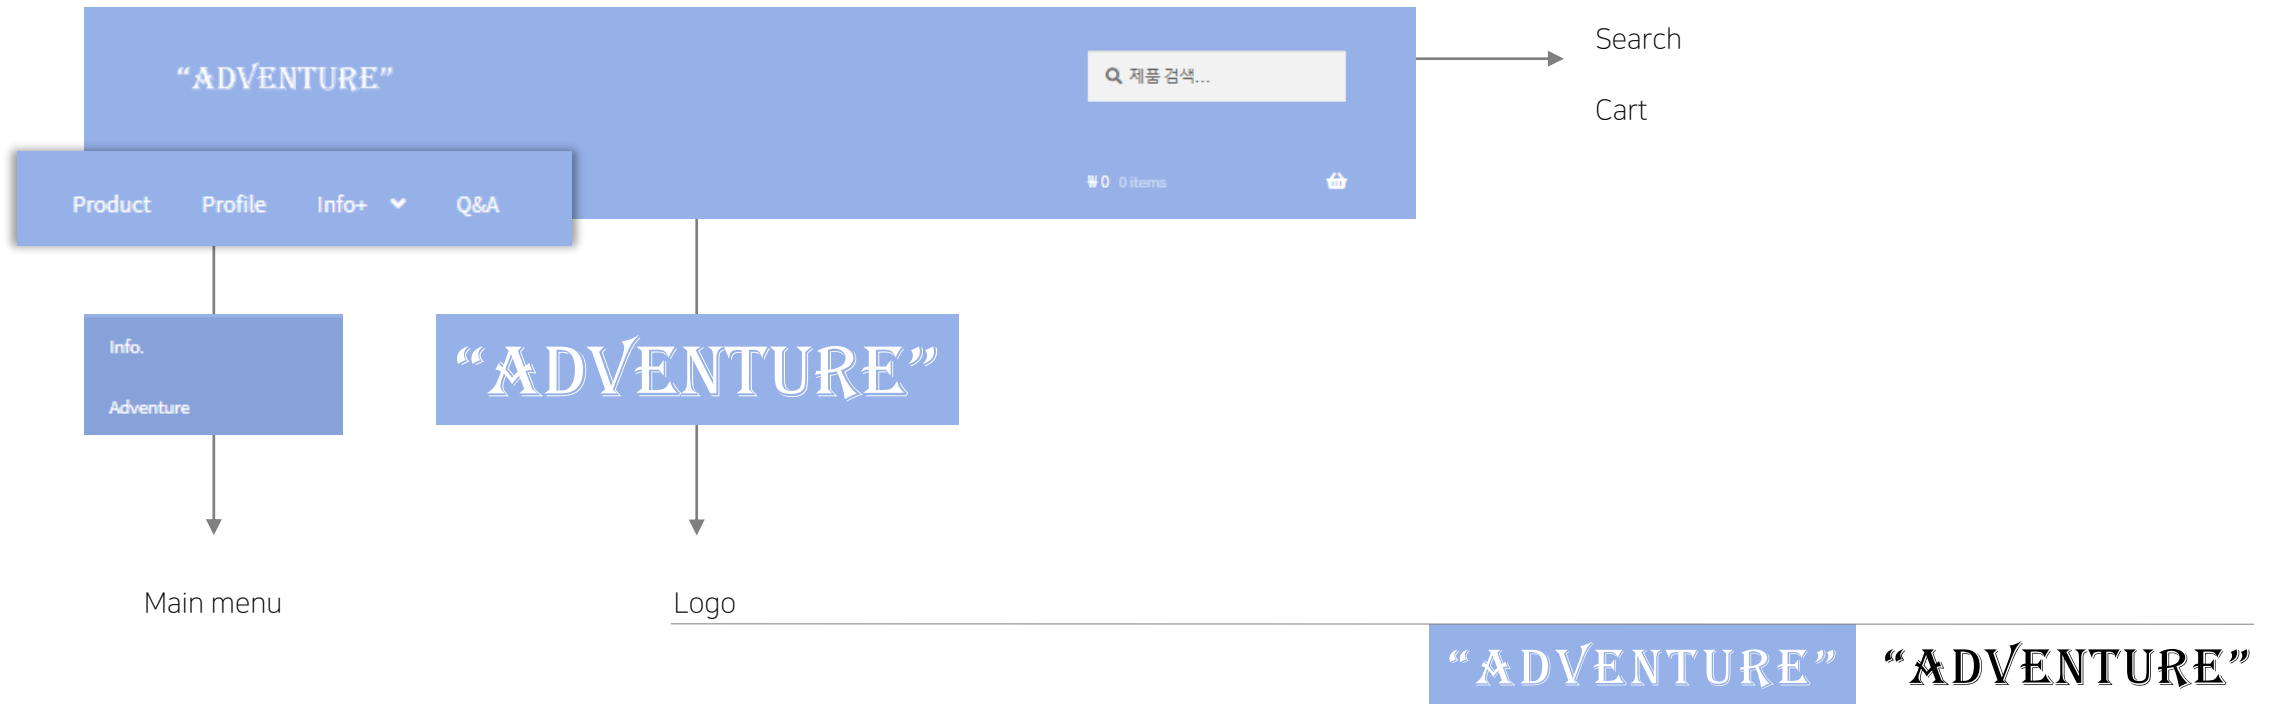 “ADVENTURE”
제품 검색...
Search
Cart
₩0 0 items
Product Profile Info+ Q&A
Info.
Adventure
“ADVENTURE”
Main menu
Logo
“ADVENTURE” “ADVENTURE”